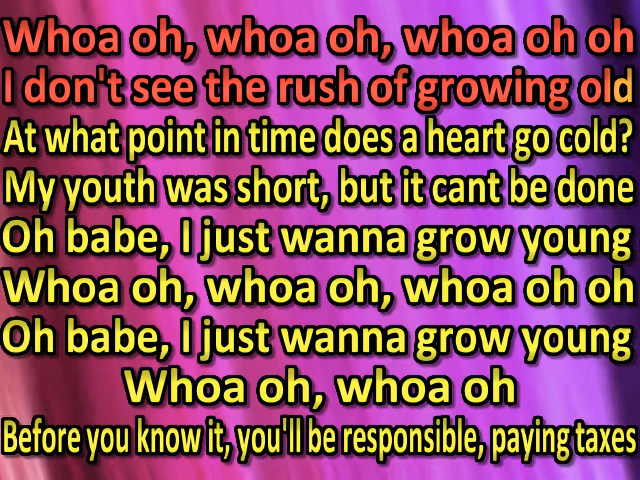 Whoa oh, whoa oh, whoa oh oh
I don't see the rush of growing old
At what point in time does a heart go cold?
My youth was short, but it cant be done
Oh babe, I just wanna grow young
Whoa oh, whoa oh, whoa oh oh
Oh babe, I just wanna grow young
Whoa oh, whoa oh
Before you know it, you'll be responsible, paying taxes